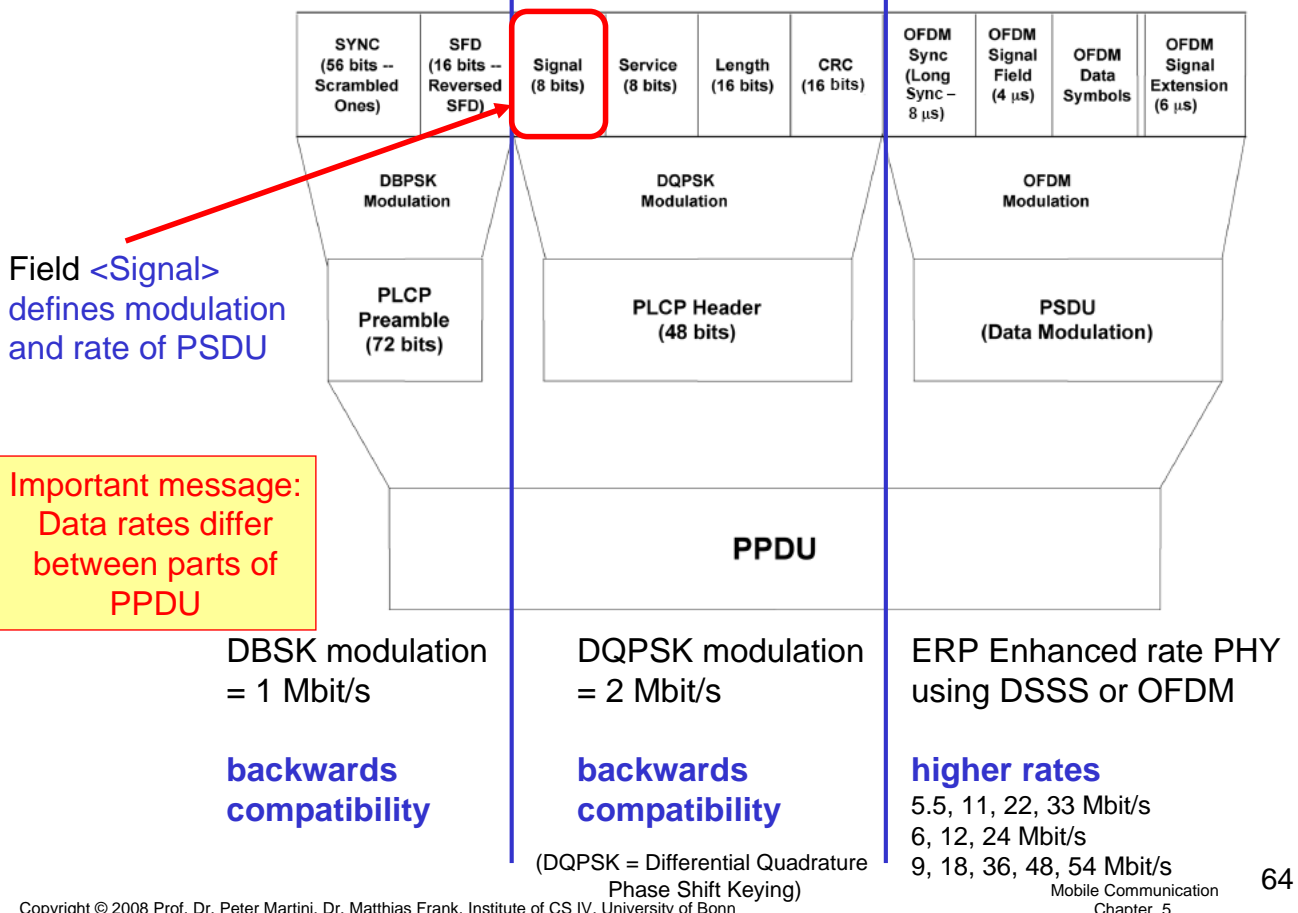 SYNC
(56 bits --
Scrambled
Ones)
SFD
(16 bits --
Reversed
SFD)
Signal
(8 bits)
Service
(8 bits)
Length
(16 bits)
CRC
(16 bits)
OFDM
Sync
(Long
Sync –
8 μs)
OFDM
Signal
Field
(4 μs)
OFDM
Data
Symbols
OFDM
Signal
Extension
(6 μs)
DBPSK
Modulation
DQPSK
Modulation
OFDM
Modulation
Field <Signal>
defines modulation
and rate of PSDU
PLCP
Preamble
(72 bits)
PLCP Header
(48 bits)
PSDU
(Data Modulation)
Important message:
Data rates differ
between parts of
PPDU
PPDU
DBSK modulation
= 1 Mbit/s
backwards
compatibility
DQPSK modulation
= 2 Mbit/s
backwards
compatibility
(DQPSK = Differential Quadrature
Phase Shift Keying)
ERP Enhanced rate PHY
using DSSS or OFDM
higher rates
5.5, 11, 22, 33 Mbit/s
6, 12, 24 Mbit/s
9, 18, 36, 48, 54 Mbit/s
Copyright © 2008 Prof. Dr. Peter Martini, Dr. Matthias Frank, Institute of CS IV, University of Bonn
Mobile Communication
Chapter 5
64